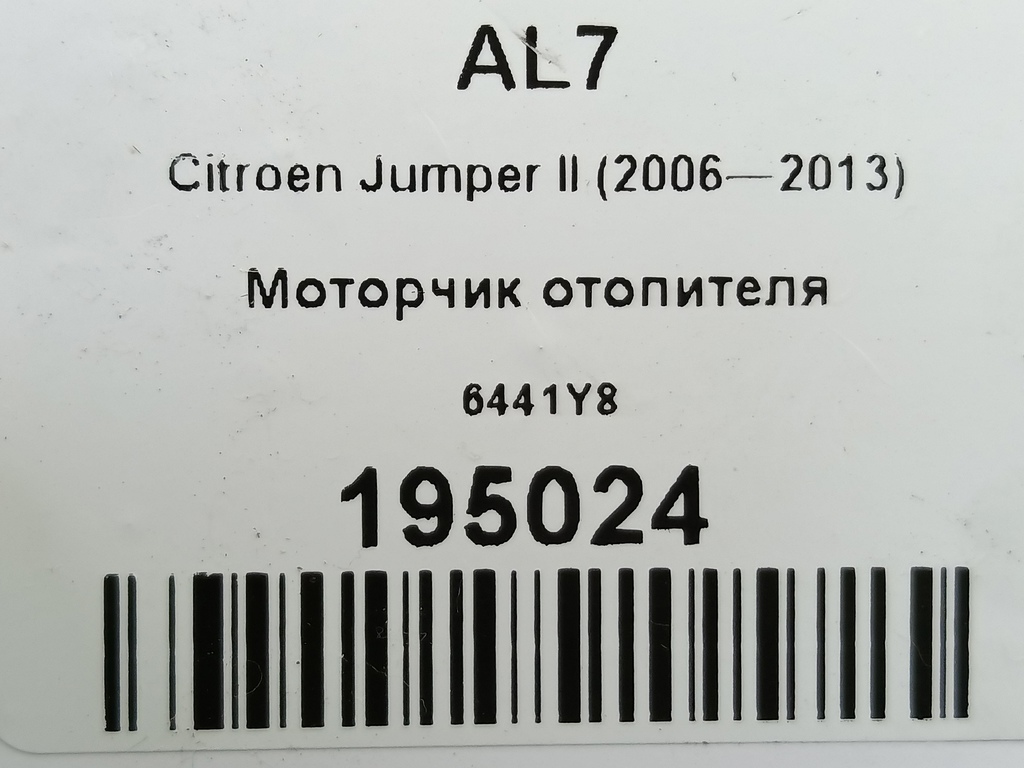 AL7
Citroen Jumper II (2006—2013)
Моторчик отопителя
6441Y8
195024